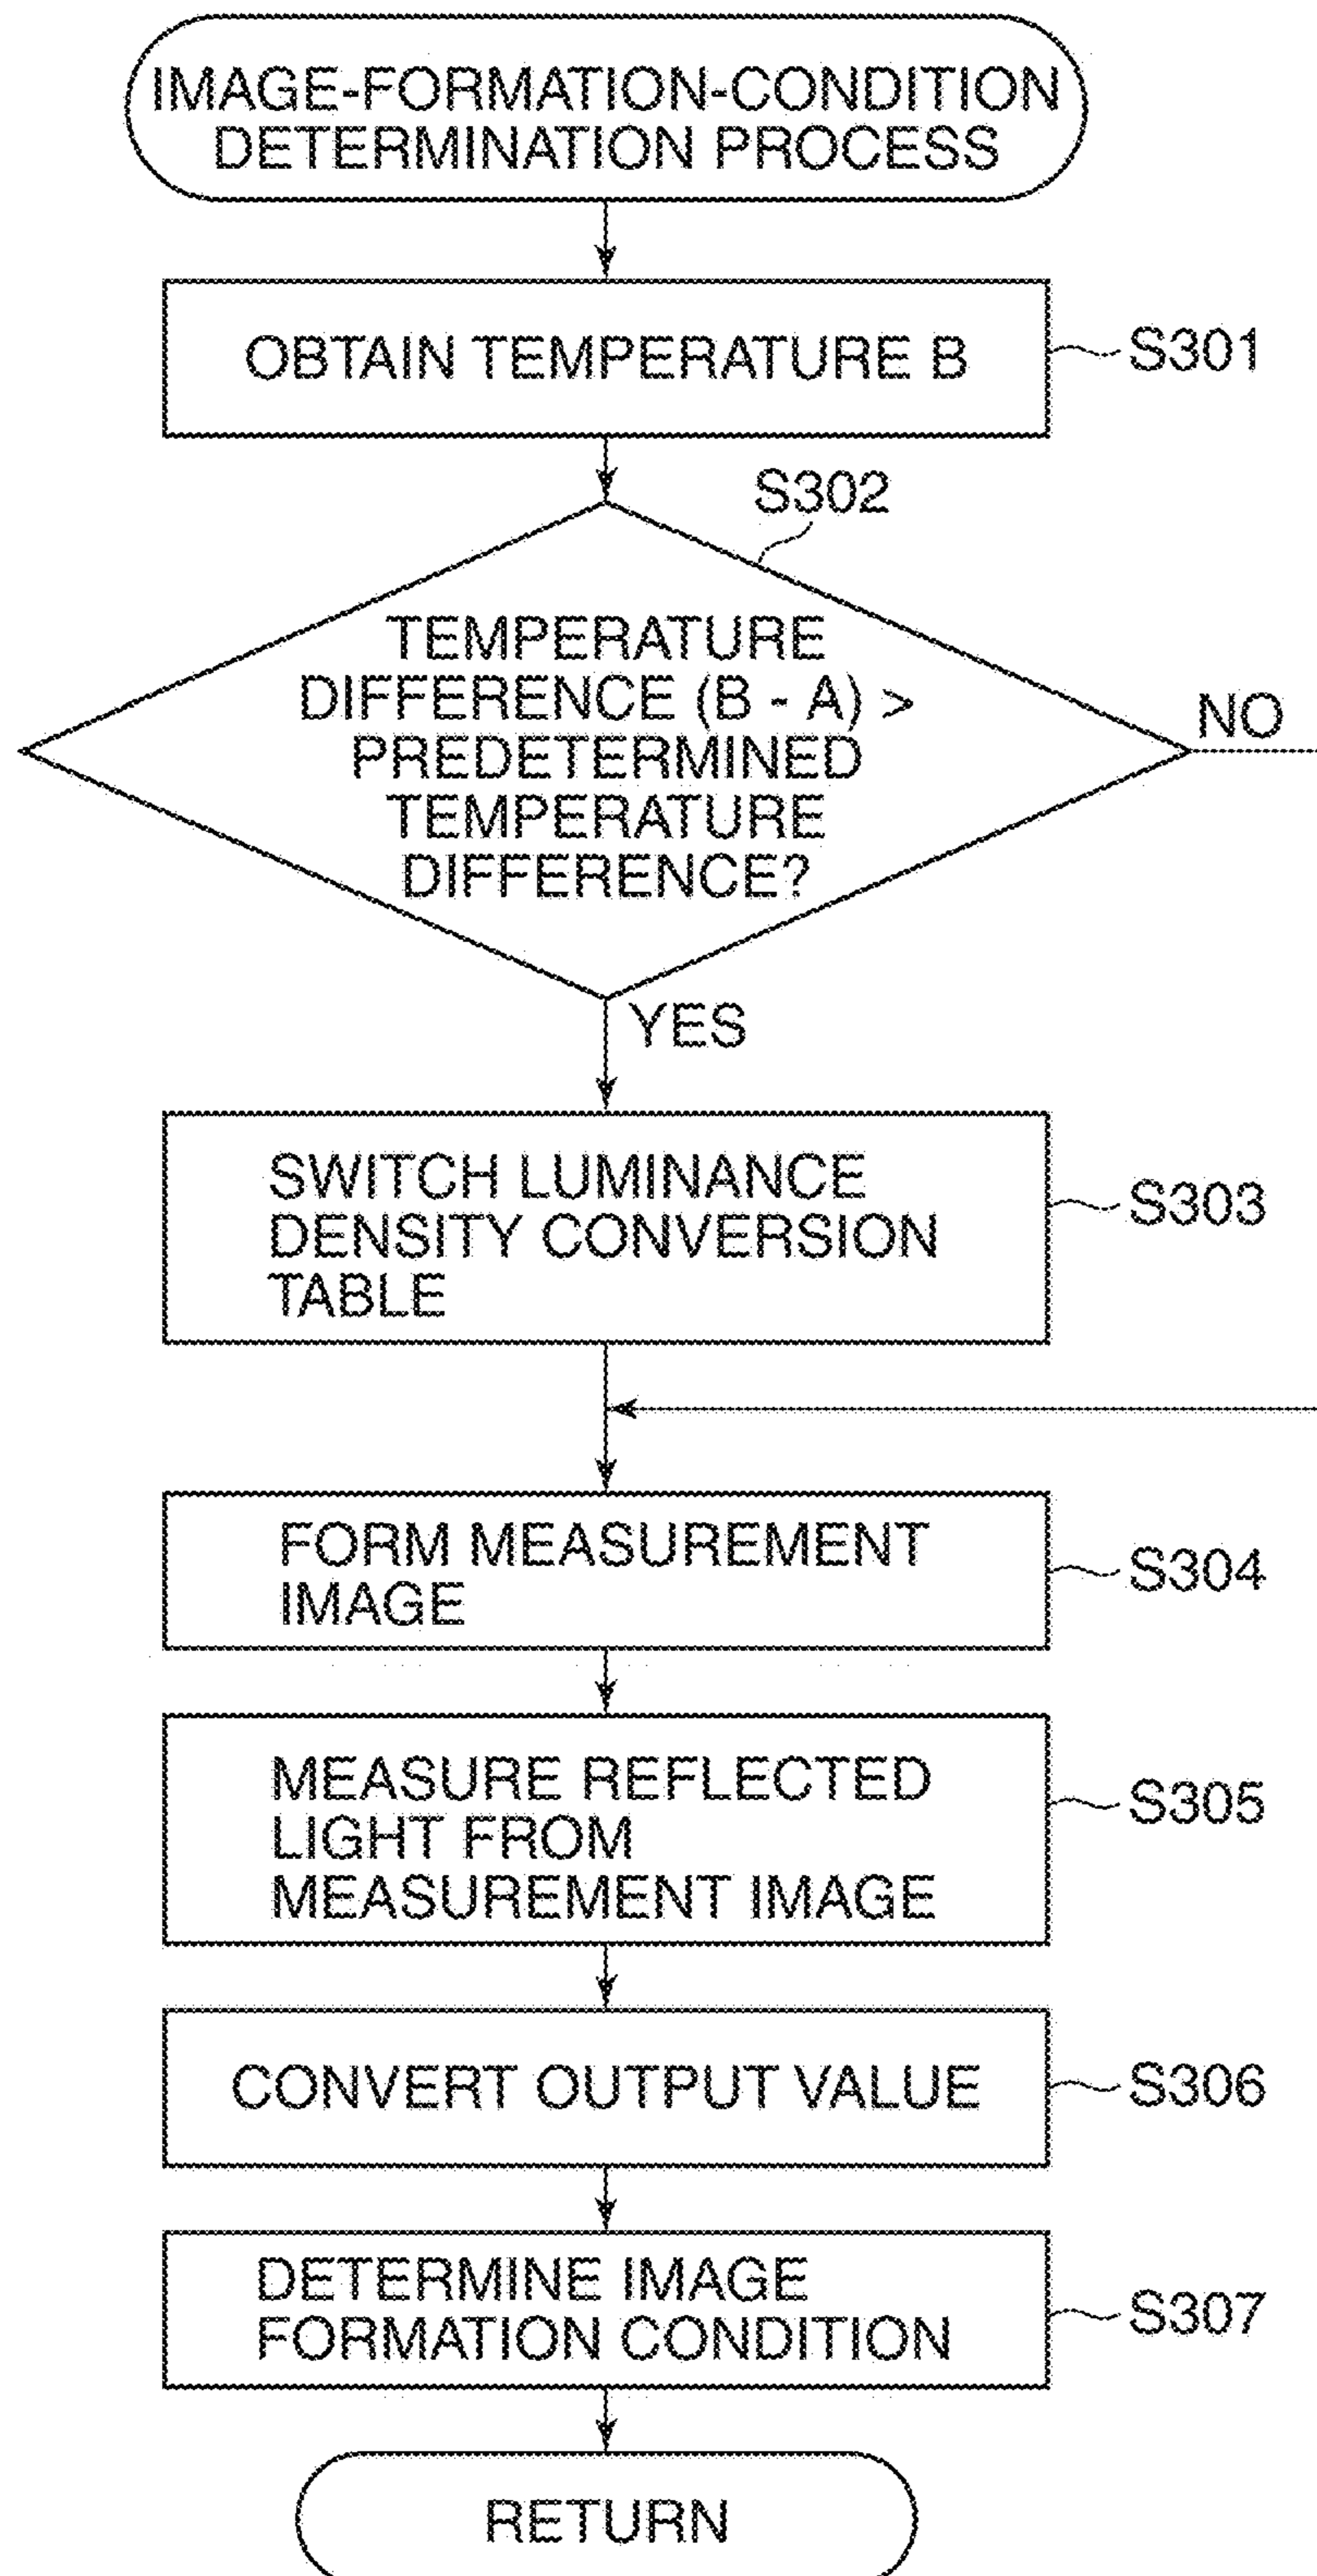 IMAGE-FORMATION-CONDITION
DETERMINATION PROCESS
OBTAIN TEMPERATURE B
S301
S302
TEMPERATURE
DIFFERENCE (B - A) >
PREDETERMINED
TEMPERATURE
DIFFERENCE?
NO
YES
SWITCH LUMINANCE
DENSITY CONVERSION
TABLE
S303
FORM MEASUREMENT
IMAGE
S304
MEASURE REFLECTED
LIGHT FROM
MEASUREMENT IMAGE
S305
CONVERT OUTPUT VALUE
S306
DETERMINE IMAGE
FORMATION CONDITION
S307
RETURN